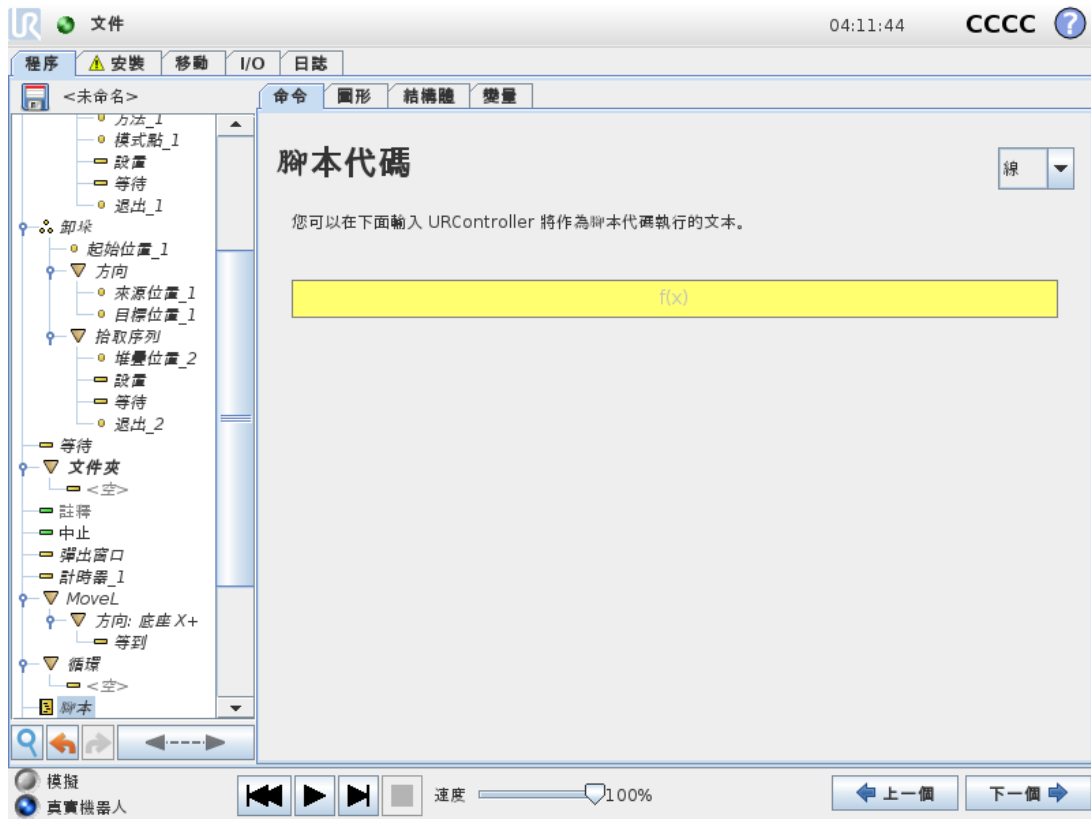 UR 文件 04:11:44 CCCC ?
程序 安裝 移動 I/O 日誌
<未命名>
命令 圖形 結構體 變量
方法_1
模式點_1
設置
等待
退出_1
卸垛
起始位置_1
方向
來源位置_1
目標位置_1
拾取序列
堆疊位置_2
設置
等待
退出_2
等待
文件夾
<空>
註釋
中止
彈出窗口
計時器_1
MoveL
方向: 底座 X+
等到
循環
<空>
腳本
腳本代碼
線
您可以在下面輸入 URController 將作為腳本代碼執行的文本。
f(x)
模擬
真實機器人
速度 100%
上一個 下一個